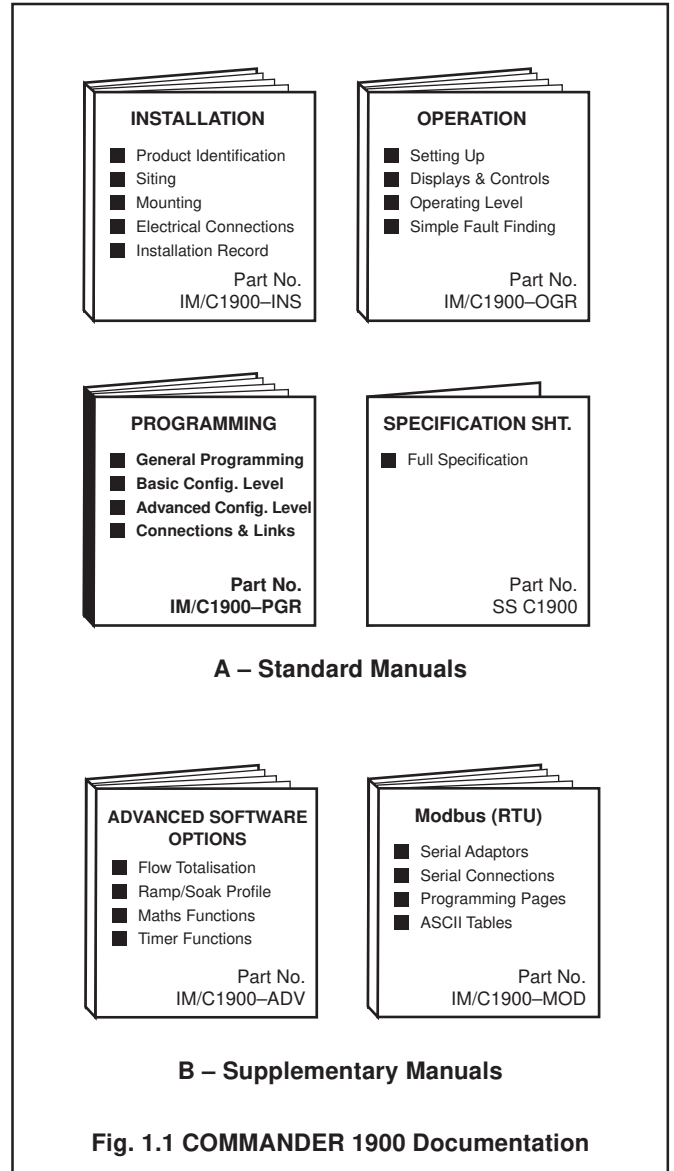 INSTALLATION
Product Identification
Siting
Mounting
Electrical Connections
Installation Record
Part No.
IM/C1900–INS
OPERATION
Setting Up
Displays & Controls
Operating Level
Simple Fault Finding
Part No.
IM/C1900–OGR
PROGRAMMING
General Programming
Basic Config. Level
Advanced Config. Level
Connections & Links
Part No.
IM/C1900–PGR
SPECIFICATION SHT.
Full Specification
Part No.
SS C1900
A – Standard Manuals
ADVANCED SOFTWARE
OPTIONS
Flow Totalisation
Ramp/Soak Profile
Maths Functions
Timer Functions
Part No.
IM/C1900–ADV
Modbus (RTU)
Serial Adaptors
Serial Connections
Programming Pages
ASCII Tables
Part No.
IM/C1900–MOD
B – Supplementary Manuals
Fig. 1.1 COMMANDER 1900 Documentation